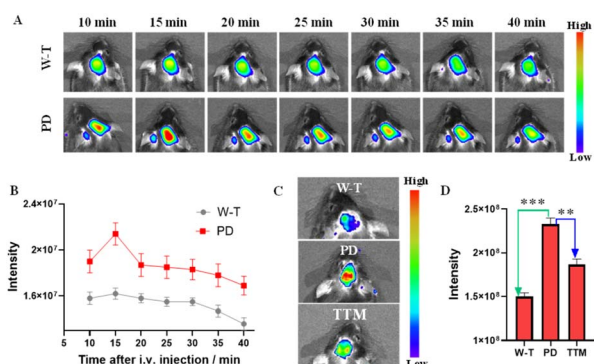 A
10 min 15 min 20 min 25 min 30 min 35 min 40 min
High
W-T
PD
Low
B
2.4×10⁷
2×10⁷
1.6×10⁷
Intensity
W-T
PD
5 10 15 20 25 30 35 40
Time after i.v. injection / min
C
W-T
PD
TTM
High
Low
D
*** **
2.5×10⁸
2×10⁸
1.5×10⁸
1×10⁸
Intensity
W-T PD TTM